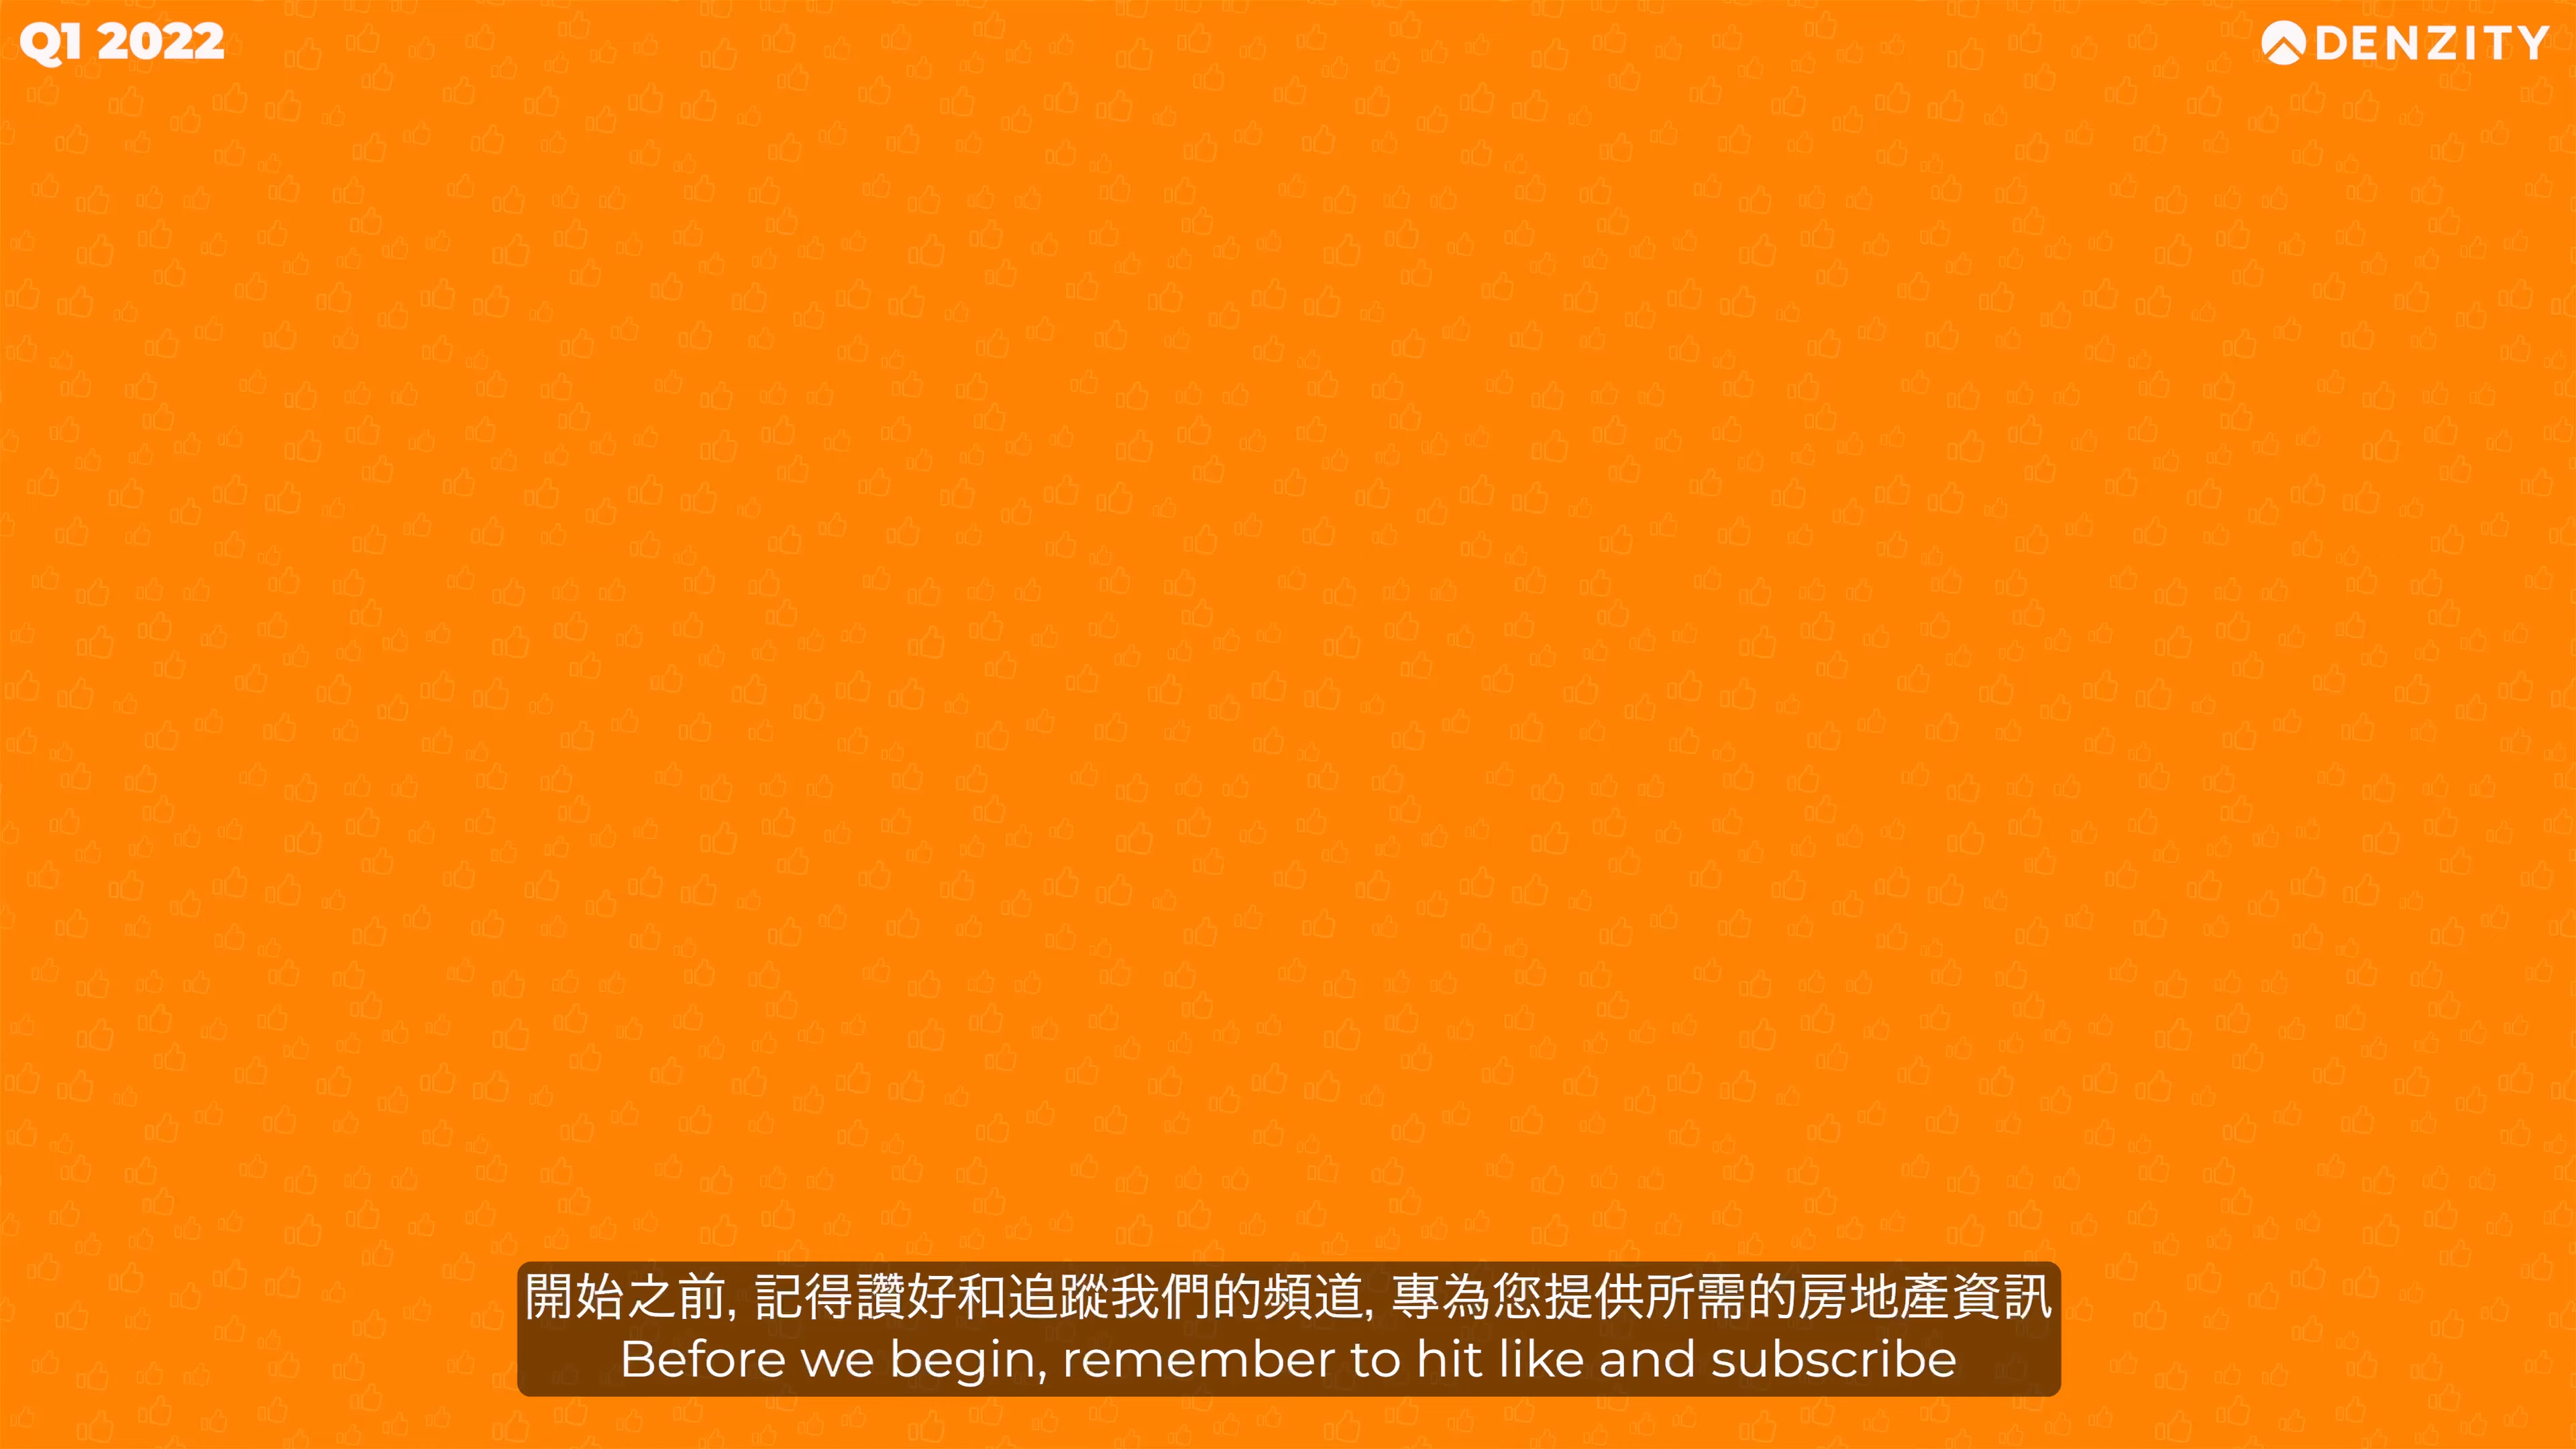 Q1 2022
DENZITY
開始之前, 記得讚好和追蹤我們的頻道, 專為您提供所需的房地產資訊
Before we begin, remember to hit like and subscribe